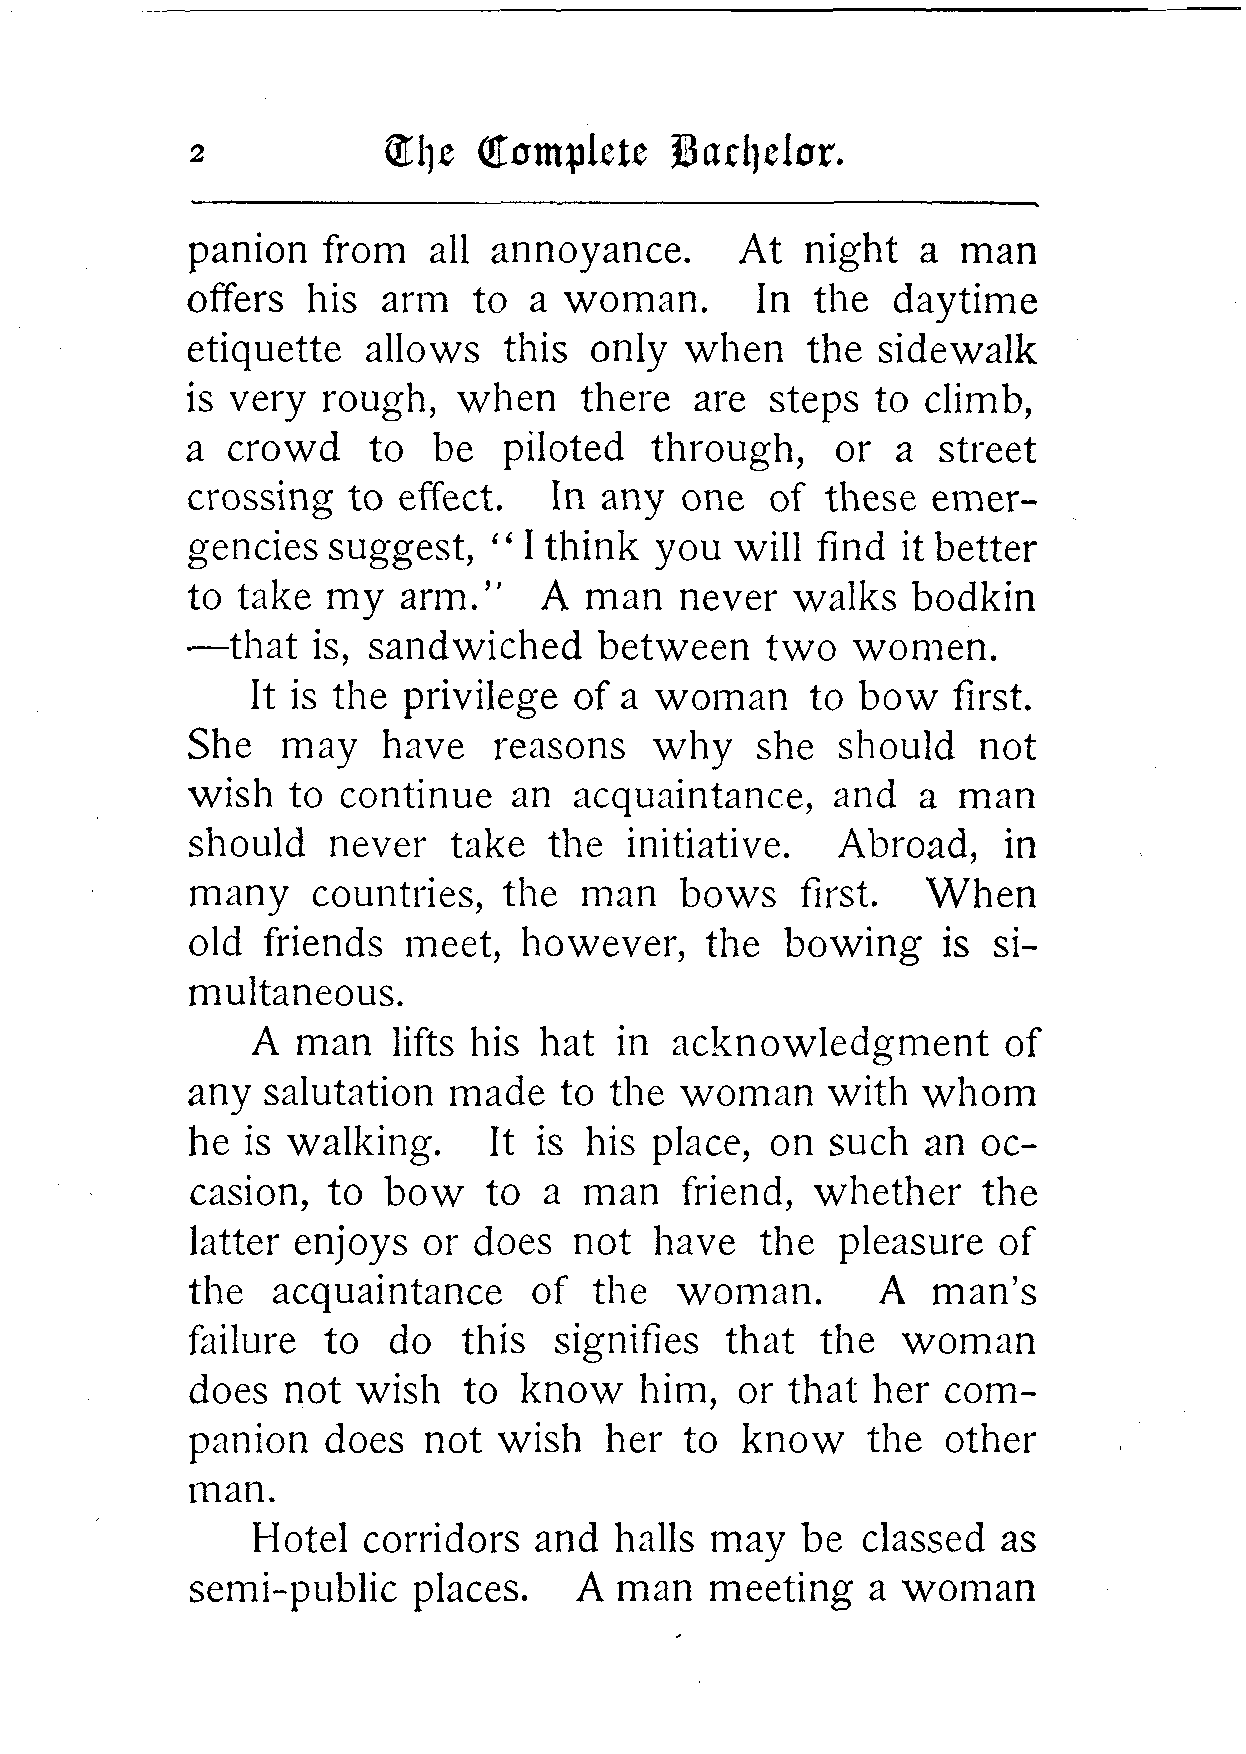 2 The Complete Bachelor.
panion from all annoyance. At night a man
offers his arm to a woman. In the daytime
etiquette allows this only when the sidewalk
is very rough, when there are steps to climb,
a crowd to be piloted through, or a street
crossing to effect. In any one of these emer-
gencies suggest, “I think you will find it better
to take my arm.” A man never walks bodkin
—that is, sandwiched between two women.
It is the privilege of a woman to bow first.
She may have reasons why she should not
wish to continue an acquaintance, and a man
should never take the initiative. Abroad, in
many countries, the man bows first. When
old friends meet, however, the bowing is si-
multaneous.
A man lifts his hat in acknowledgment of
any salutation made to the woman with whom
he is walking. It is his place, on such an oc-
casion, to bow to a man friend, whether the
latter enjoys or does not have the pleasure of
the acquaintance of the woman. A man's
failure to do this signifies that the woman
does not wish to know him, or that her com-
panion does not wish her to know the other
man.
Hotel corridors and halls may be classed as
semi-public places. A man meeting a woman